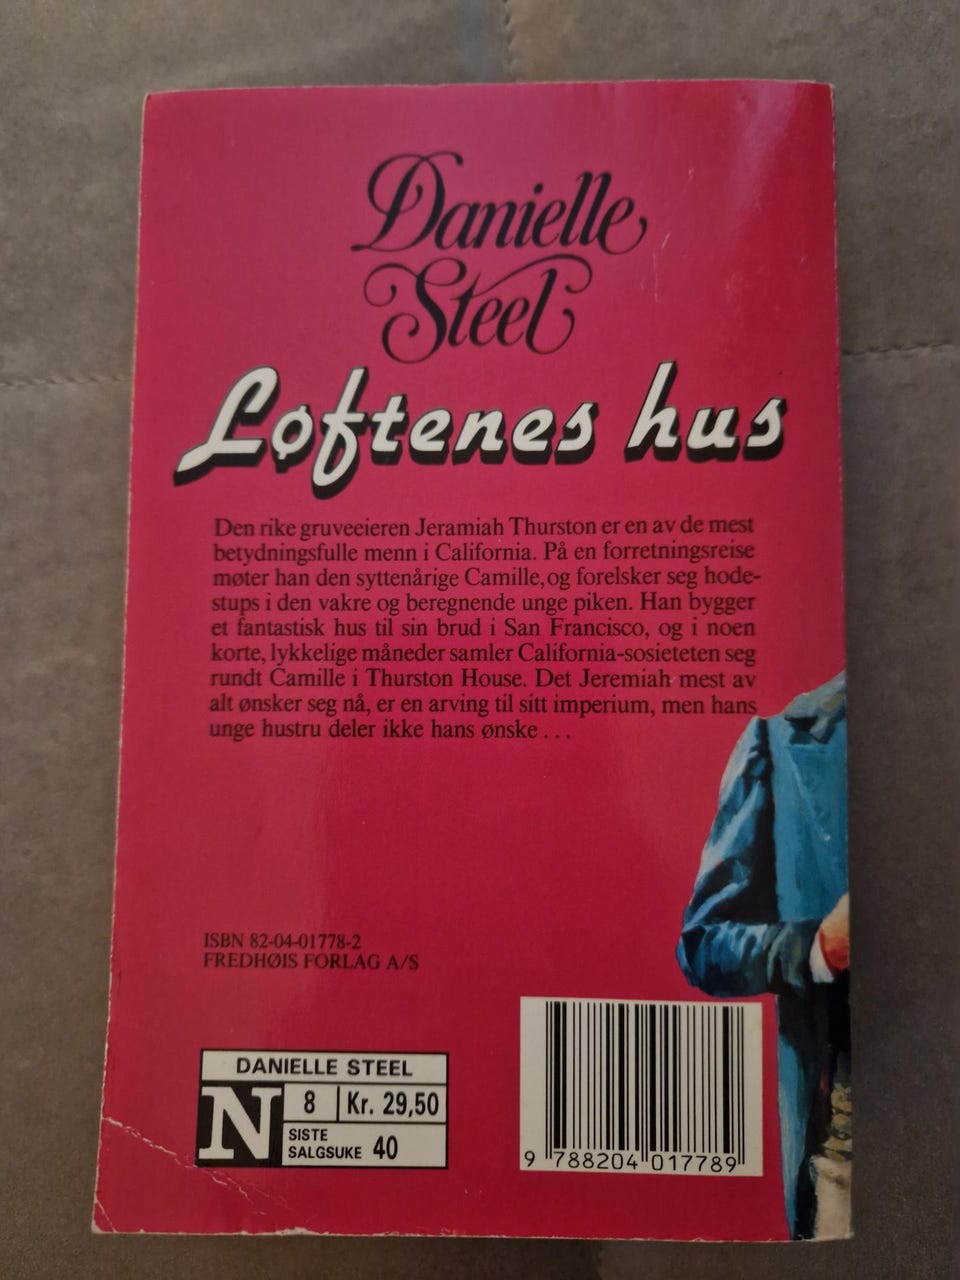 Danielle
Steel
Løftenes hus
Den rike gruveeieren Jeramiah Thurston er en av de mest
betydningsfulle menn i California. På en forretningsreise
møter han den syttenårige Camille, og forelsker seg hode-
stups i den vakre og beregnende unge piken. Han bygger
et fantastisk hus til sin brud i San Francisco, og i noen
korte, lykkelige måneder samler California-sosieteten seg
rundt Camille i Thurston House. Det Jeremiah mest av
alt ønsker seg nå, er en arving til sitt imperium, men hans
unge hustru deler ikke hans ønske ...
ISBN 82-04-01778-2
FREDHØIS FORLAG A/S
DANIELLE STEEL
N 8 Kr. 29,50
SISTE
SALGSUKE 40
9 788204 017789